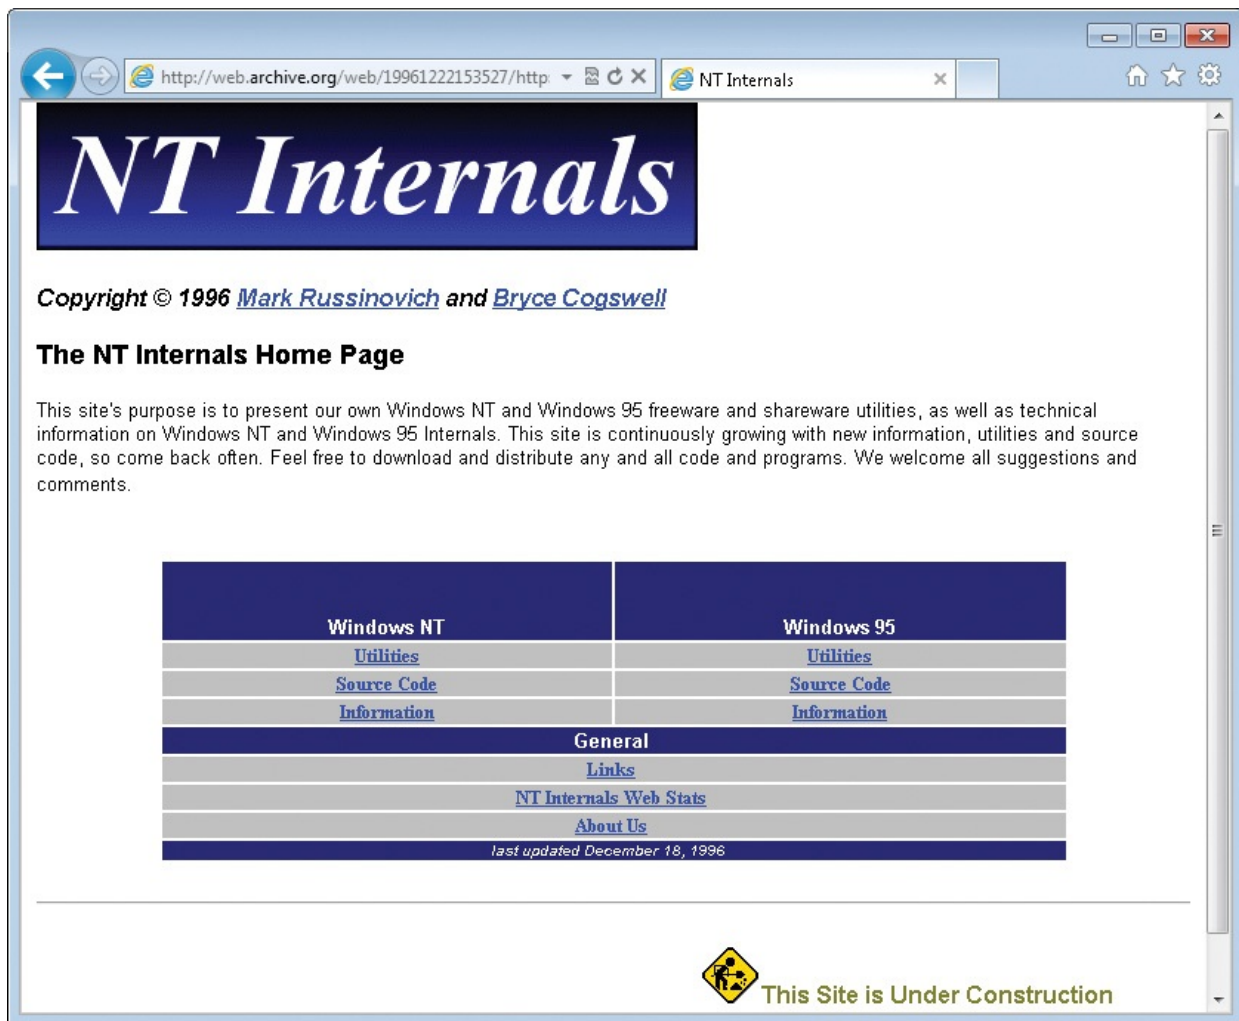 http://web.archive.org/web/19961222153527/http:
NT Internals
NT Internals
Copyright © 1996 Mark Russinovich and Bryce Cogswell
The NT Internals Home Page
This site's purpose is to present our own Windows NT and Windows 95 freeware and shareware utilities, as well as technical
information on Windows NT and Windows 95 Internals. This site is continuously growing with new information, utilities and source
code, so come back often. Feel free to download and distribute any and all code and programs. We welcome all suggestions and
comments.
Windows NT Windows 95
Utilities Utilities
Source Code Source Code
Information Information
General
Links
NT Internals Web Stats
About Us
last updated December 18, 1996
This Site is Under Construction